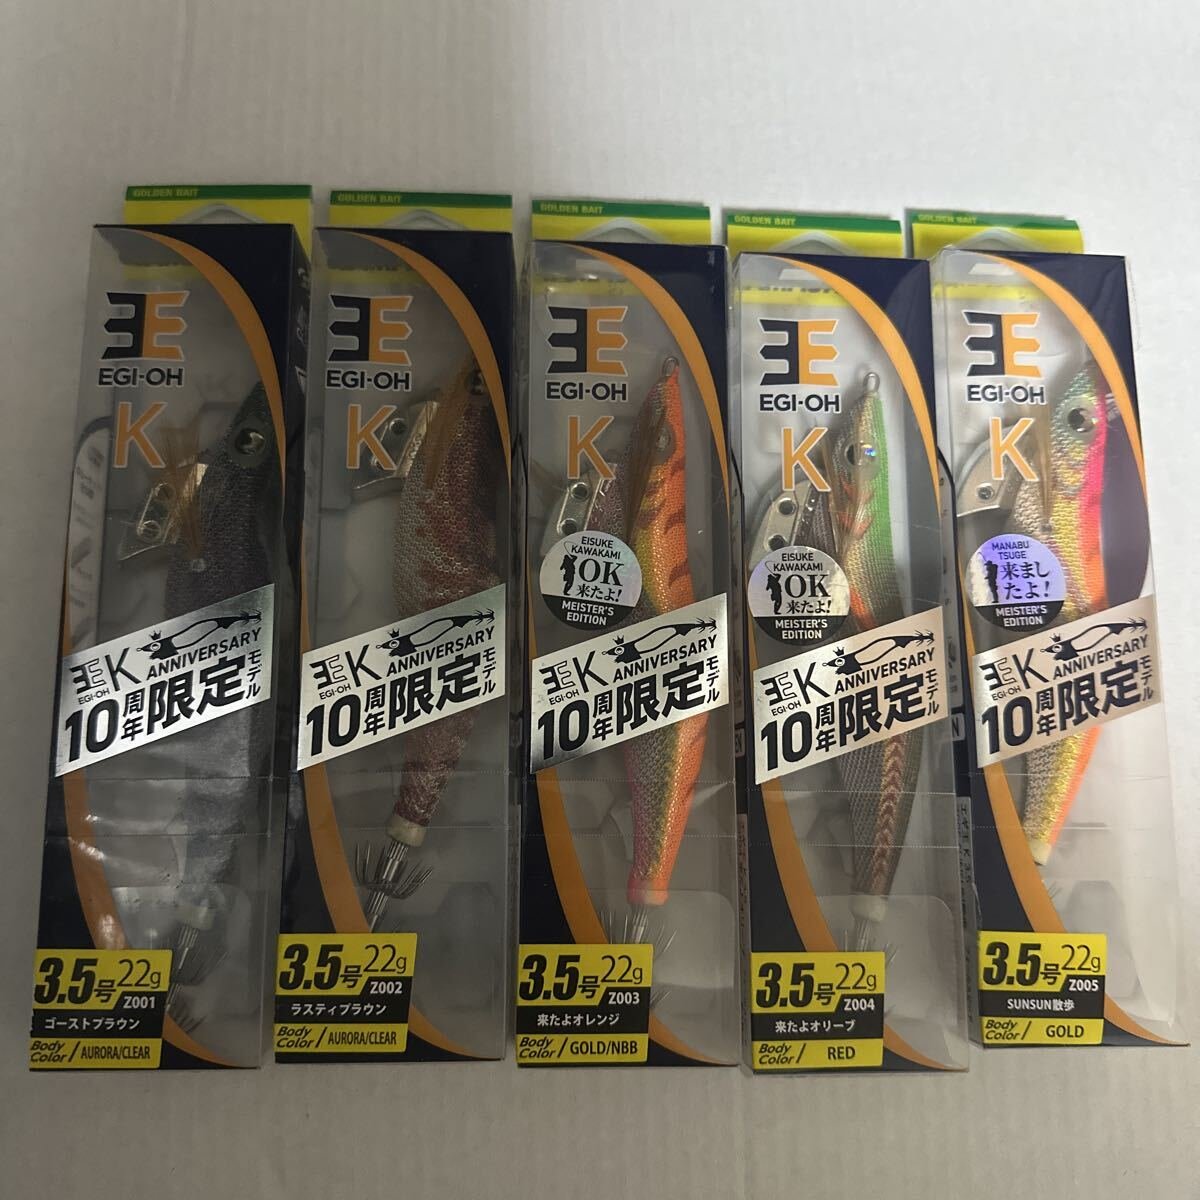 GOLDEN BAIT
EGI-OH
K
EGI-OH K ANNIVERSARY
10周年限定モデル
3.5号 22g
Z001
ゴーストブラウン
Body Color / AURORA/CLEAR
GOLDEN BAIT
EGI-OH
K
EGI-OH K ANNIVERSARY
10周年限定モデル
3.5号 22g
Z002
ラスティブラウン
Body Color / AURORA/CLEAR
GOLDEN BAIT
EGI-OH
K
EISUKE
KAWAKAMI
OK
来たよ!
MEISTER'S
EDITION
EGI-OH K ANNIVERSARY
10周年限定モデル
3.5号 22g
Z003
来たよオレンジ
Body Color / GOLD/NBB
GOLDEN BAIT
EGI-OH
K
EISUKE
KAWAKAMI
OK
来たよ!
MEISTER'S
EDITION
EGI-OH K ANNIVERSARY
10周年限定モデル
3.5号 22g
Z004
来たよオリーブ
Body Color / RED
GOLDEN BAIT
EGI-OH
K
MANABU
TSUGE
来まし
たよ!
MEISTER'S
EDITION
EGI-OH K ANNIVERSARY
10周年限定モデル
3.5号 22g
Z005
SUNSUN散歩
Body Color / GOLD